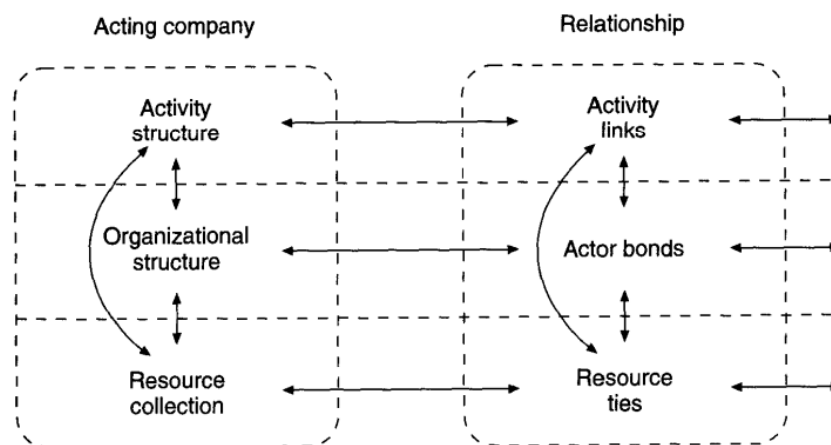 Acting company
Relationship
Activity
structure
Activity
links
Organizational
structure
Actor bonds
Resource
collection
Resource
ties